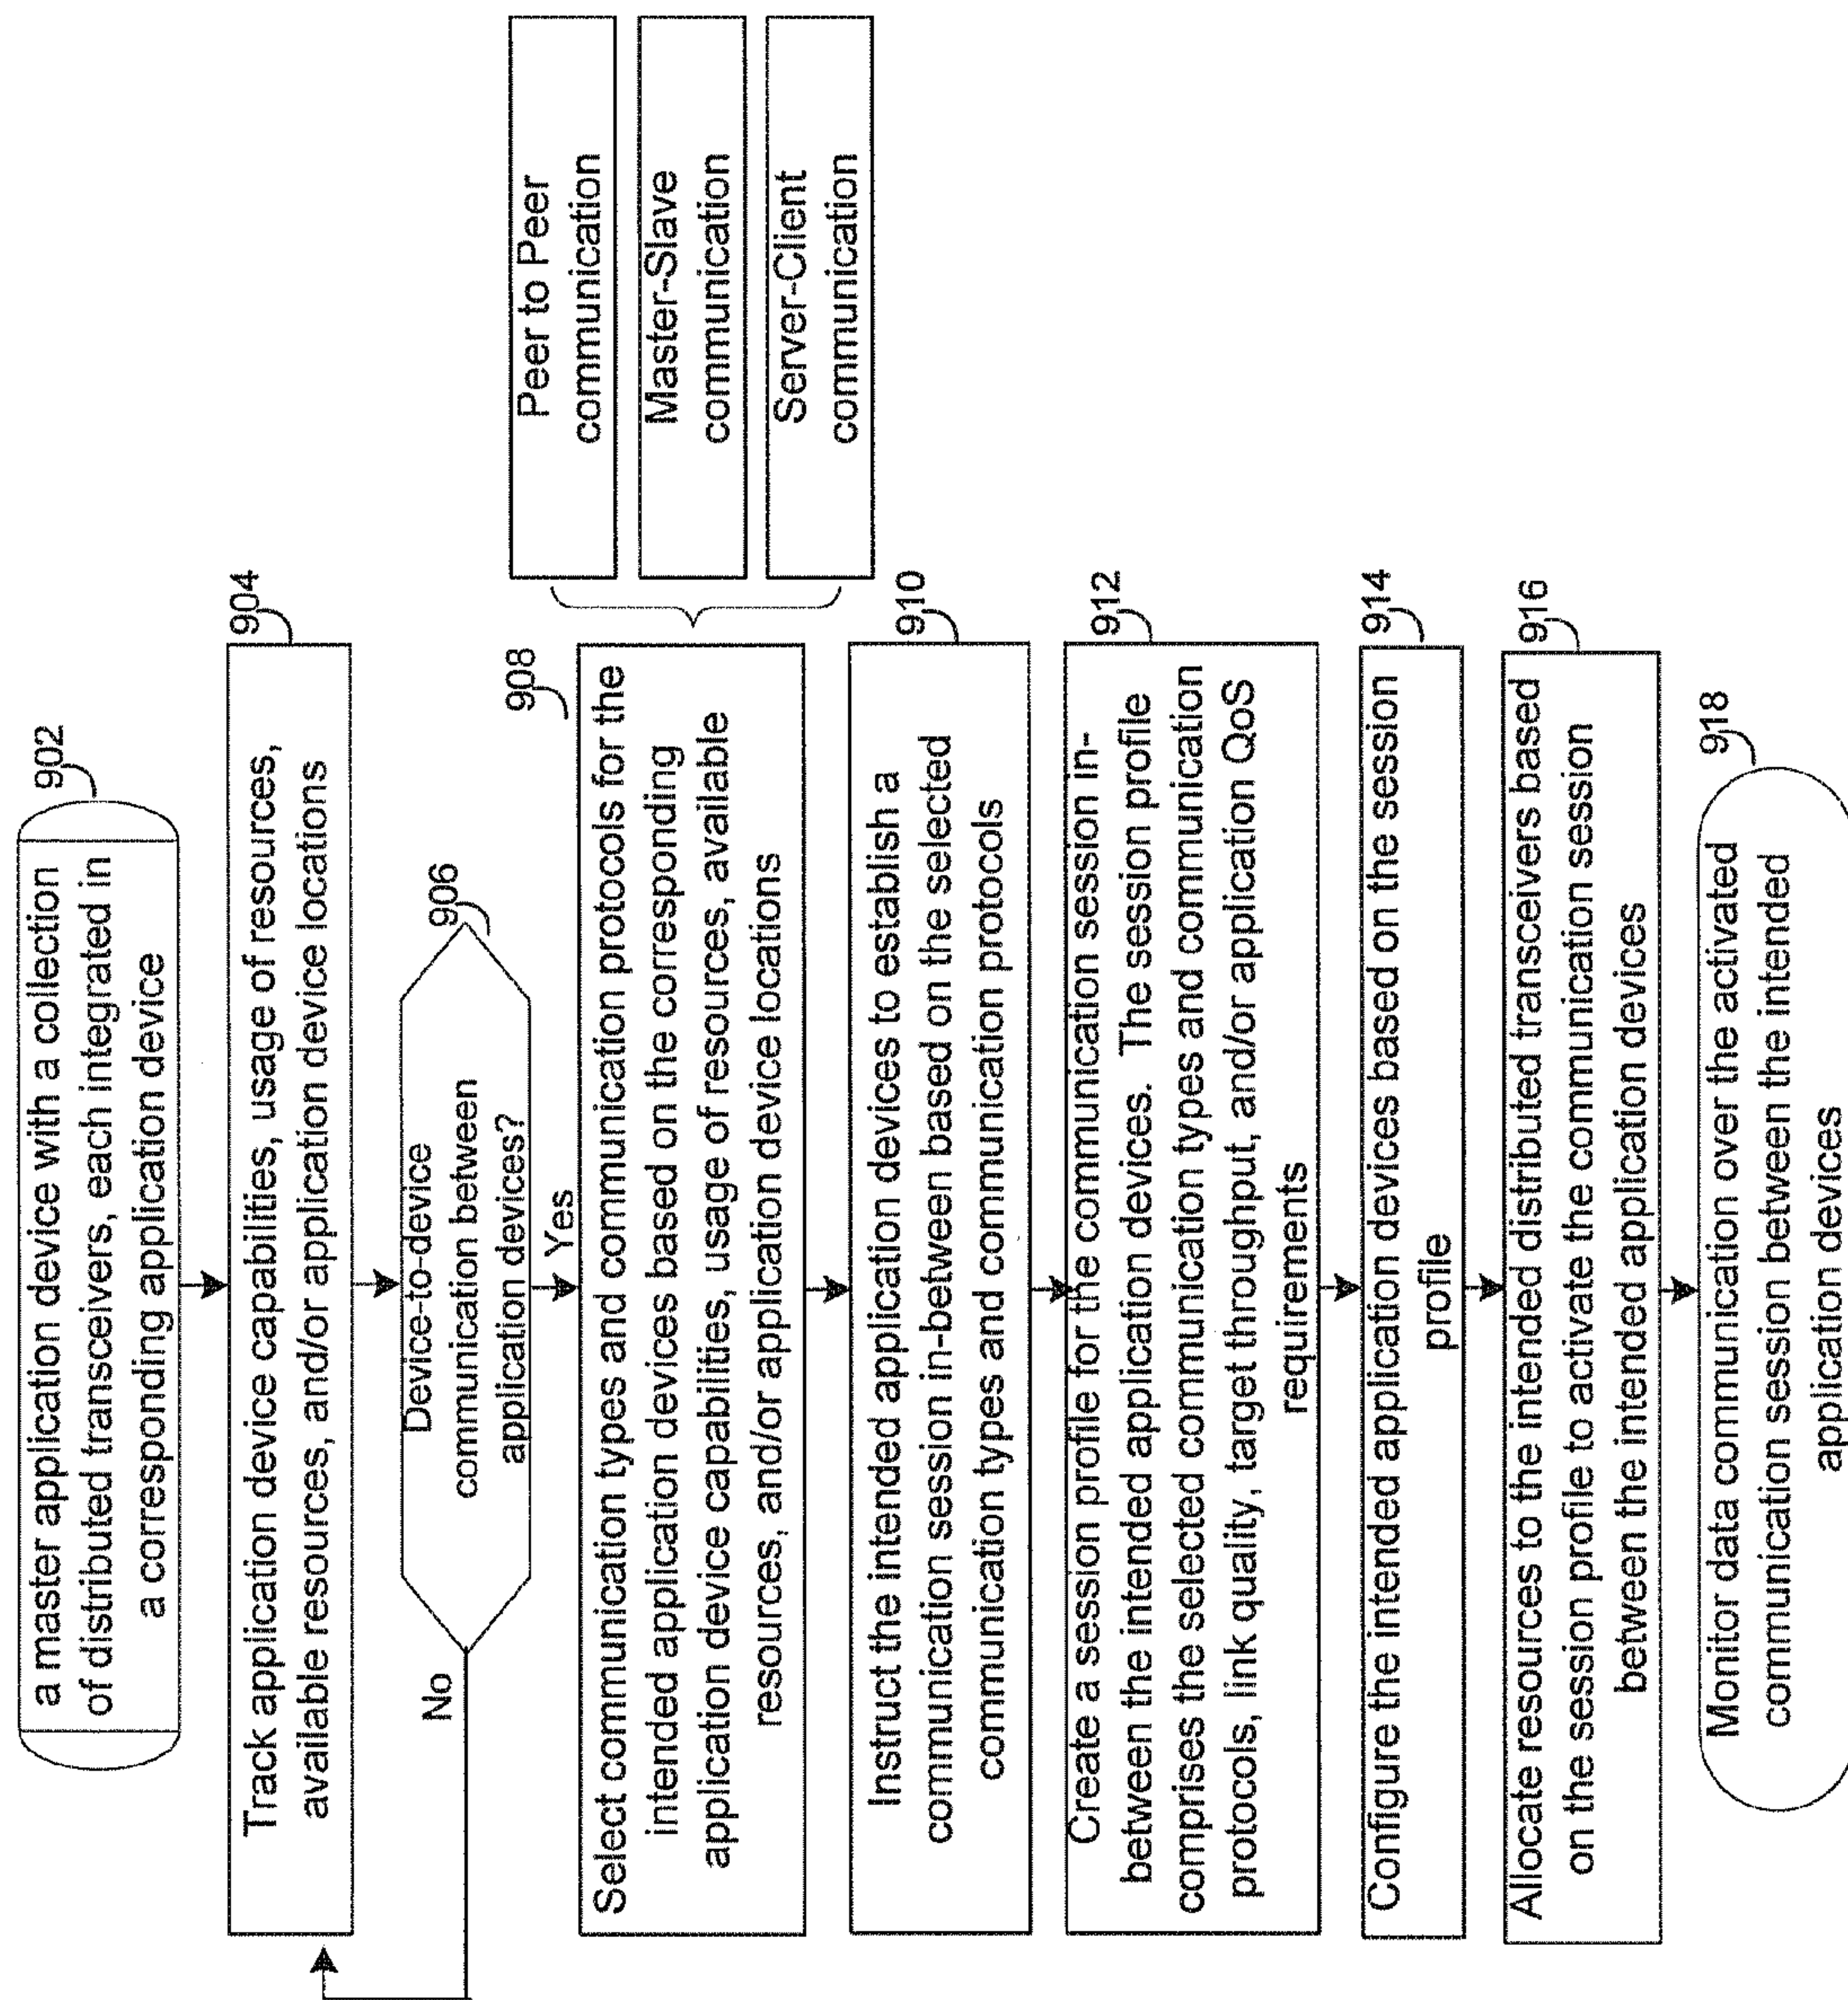 902
a master application device with a collection
of distributed transceivers, each integrated in
a corresponding application device
904
Track application device capabilities, usage of resources,
available resources, and/or application device locations
906
Device-to-device
communication between
application devices?
No
Yes
908
Select communication types and communication protocols for the
intended application devices based on the corresponding
application device capabilities, usage of resources, available
resources, and/or application device locations
Peer to Peer
communication
Master-Slave
communication
Server-Client
communication
910
Instruct the intended application devices to establish a
communication session in-between based on the selected
communication types and communication protocols
912
Create a session profile for the communication session in-
between the intended application devices. The session profile
comprises the selected communication types and communication
protocols, link quality, target throughput, and/or application QoS
requirements
914
Configure the intended application devices based on the session
profile
916
Allocate resources to the intended distributed transceivers based
on the session profile to activate the communication session
between the intended application devices
918
Monitor data communication over the activated
communication session between the intended
application devices